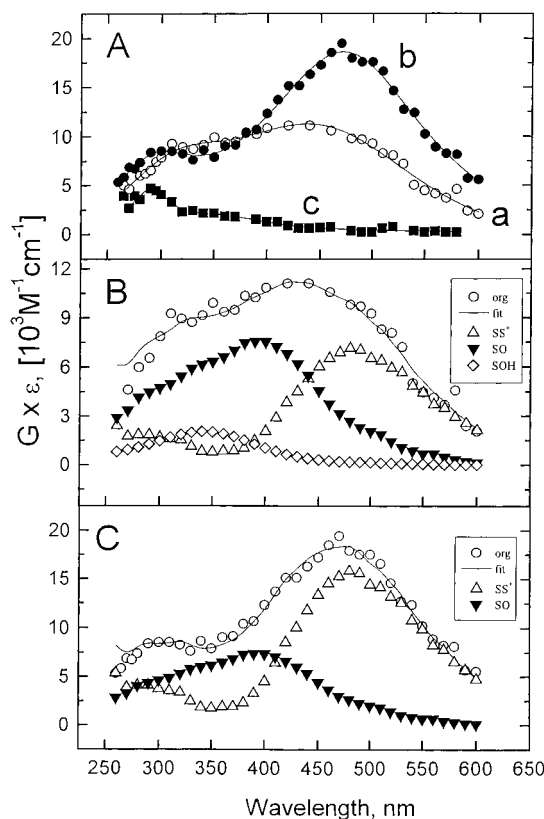 A
20
15
10
5
0
b
a
c
B
12
9
6
3
0
org
fit
SS⁺
SO
SOH
C
20
15
10
5
0
org
fit
SS⁺
SO
G x ε, [10³M⁻¹cm⁻¹]
250 300 350 400 450 500 550 600 650
Wavelength, nm